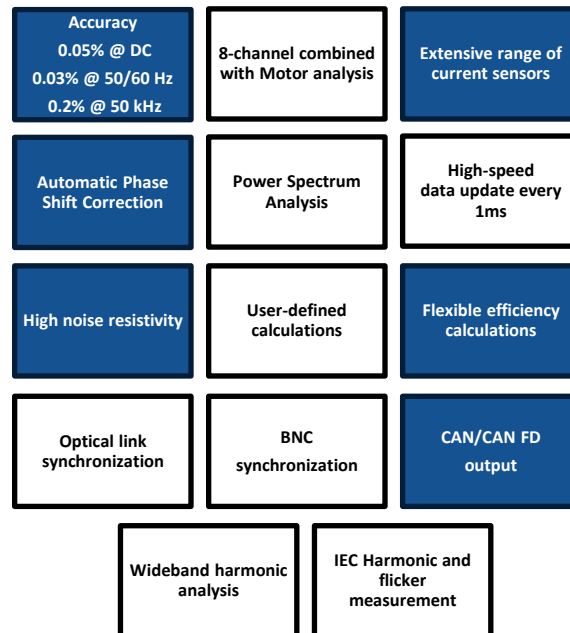 Accuracy
0.05% @ DC
0.03% @ 50/60 Hz
0.2% @ 50 kHz
8-channel combined
with Motor analysis
Extensive range of
current sensors
Automatic Phase
Shift Correction
Power Spectrum
Analysis
High-speed
data update every
1ms
High noise resistivity
User-defined
calculations
Flexible efficiency
calculations
Optical link
synchronization
BNC
synchronization
CAN/CAN FD
output
Wideband harmonic
analysis
IEC Harmonic and
flicker
measurement